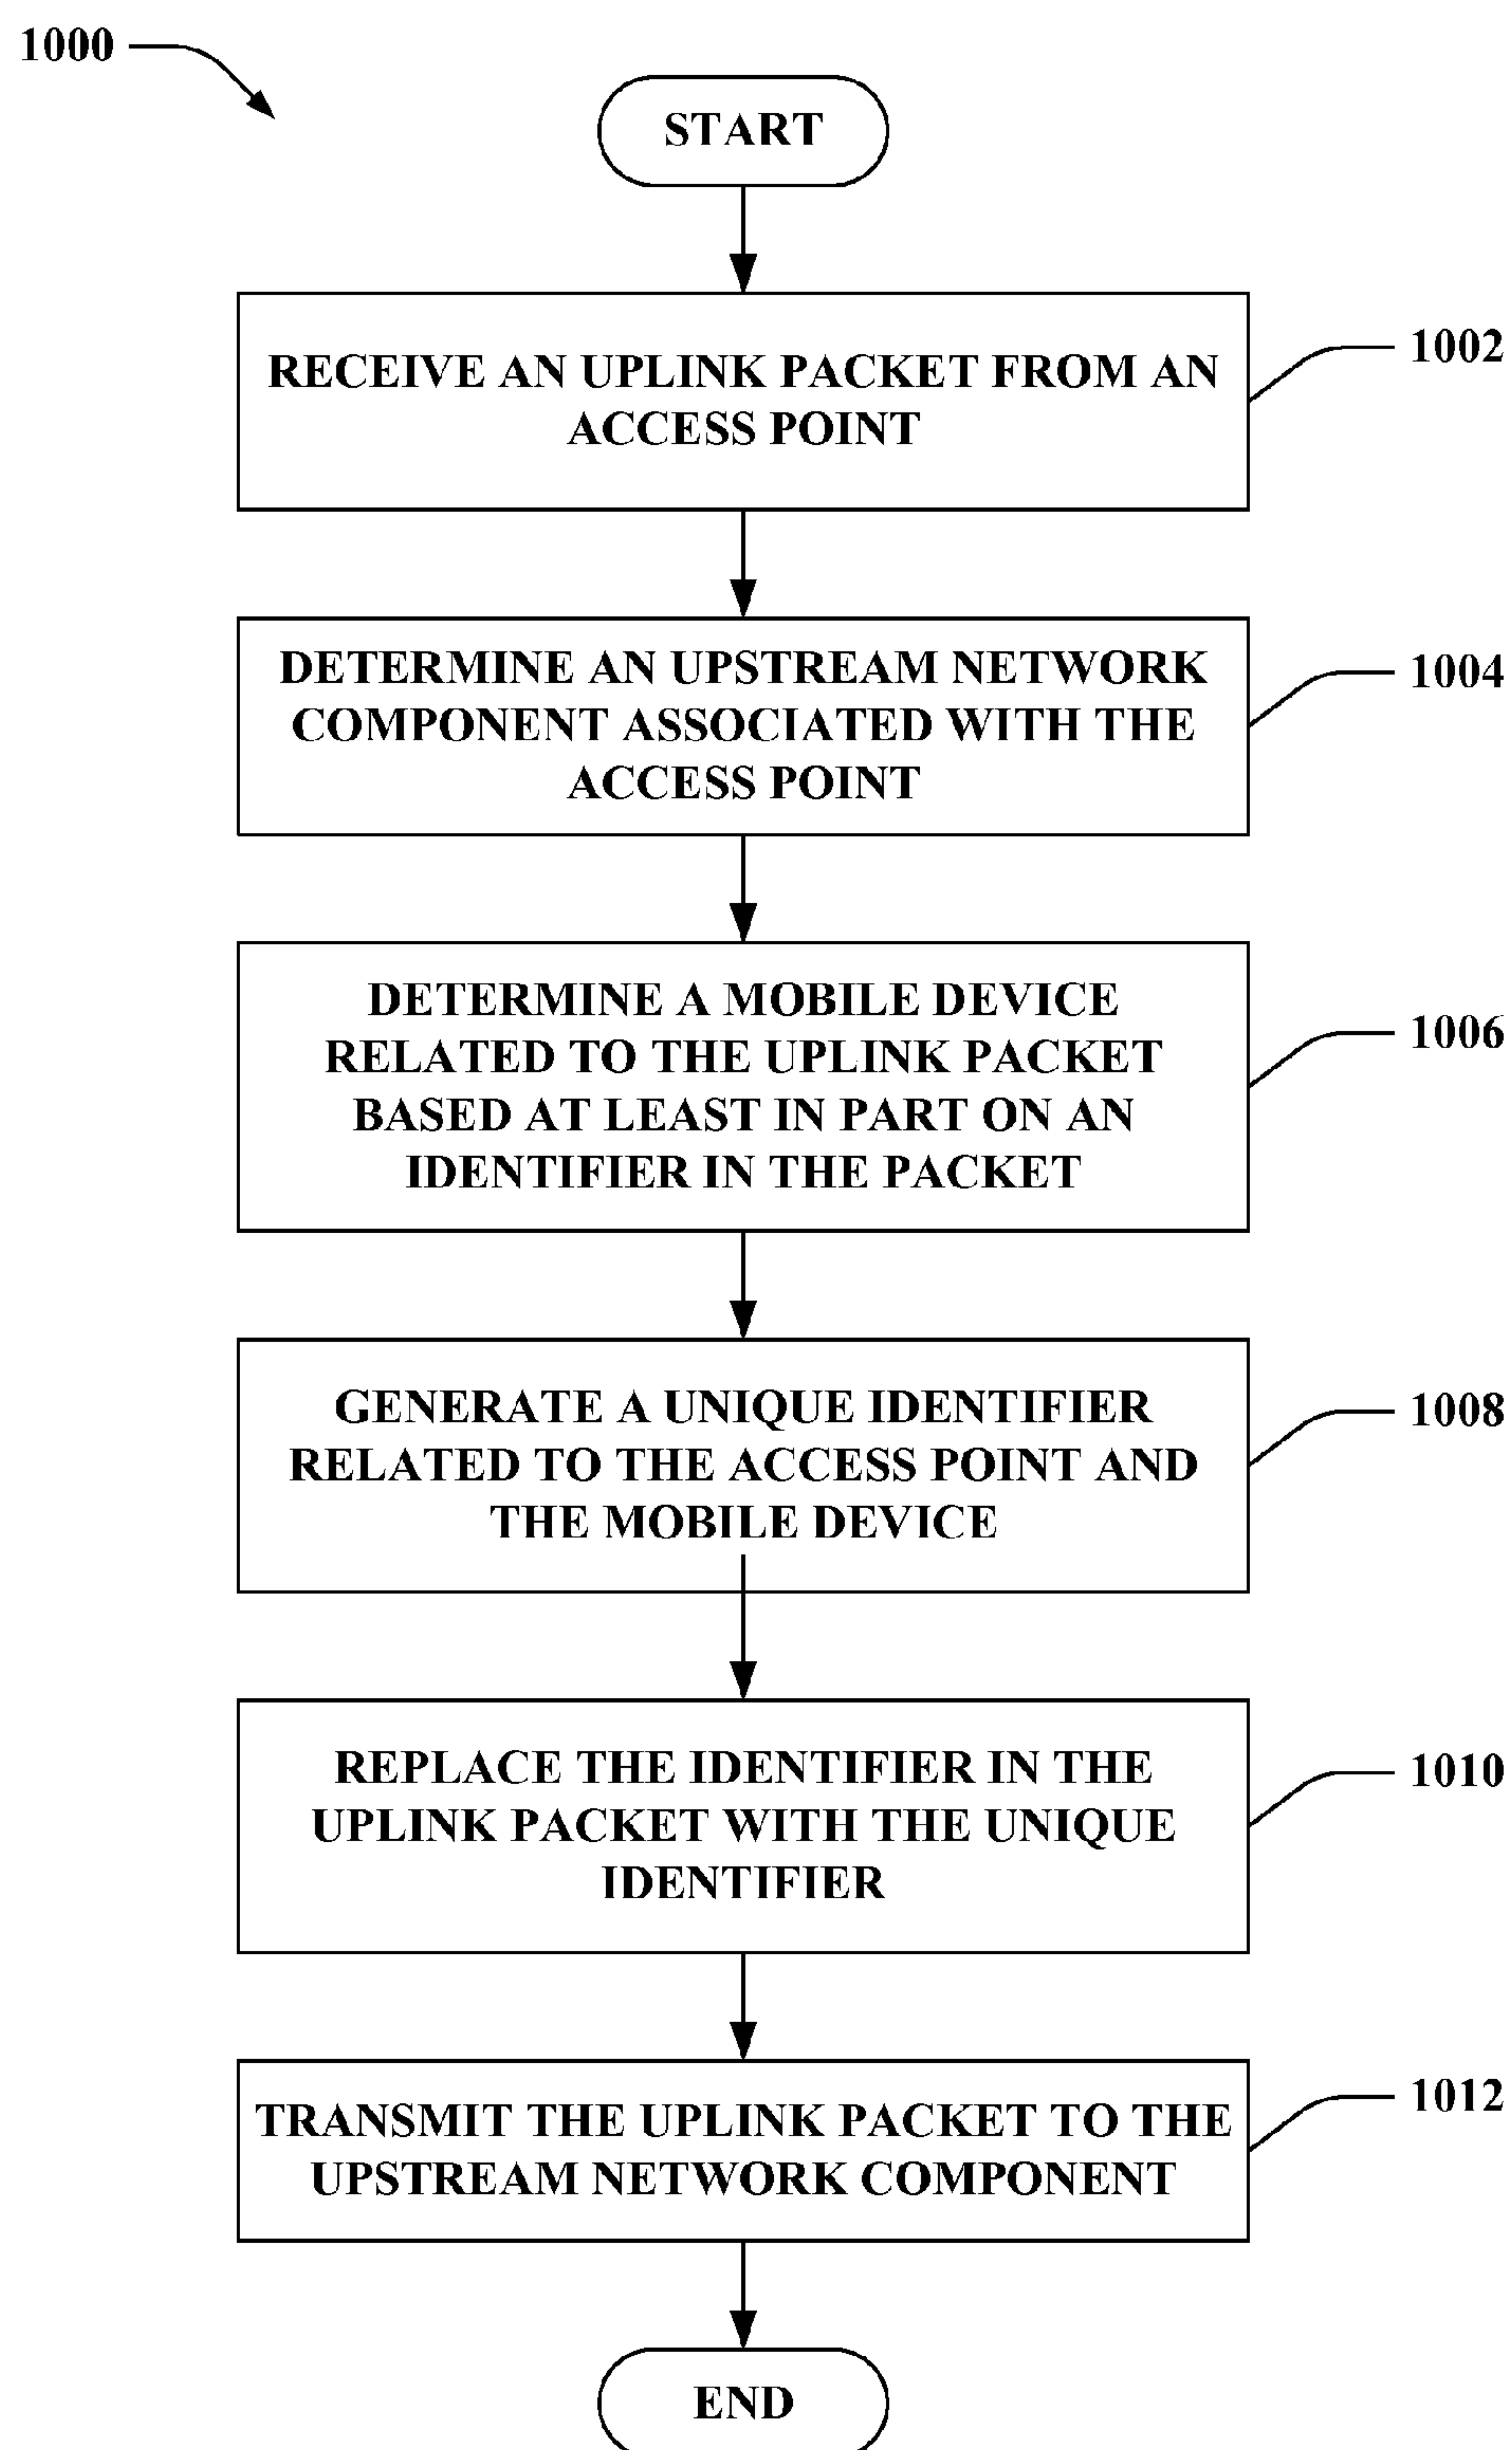 1000
START
RECEIVE AN UPLINK PACKET FROM AN
ACCESS POINT
1002
DETERMINE AN UPSTREAM NETWORK
COMPONENT ASSOCIATED WITH THE
ACCESS POINT
1004
DETERMINE A MOBILE DEVICE
RELATED TO THE UPLINK PACKET
BASED AT LEAST IN PART ON AN
IDENTIFIER IN THE PACKET
1006
GENERATE A UNIQUE IDENTIFIER
RELATED TO THE ACCESS POINT AND
THE MOBILE DEVICE
1008
REPLACE THE IDENTIFIER IN THE
UPLINK PACKET WITH THE UNIQUE
IDENTIFIER
1010
TRANSMIT THE UPLINK PACKET TO THE
UPSTREAM NETWORK COMPONENT
1012
END